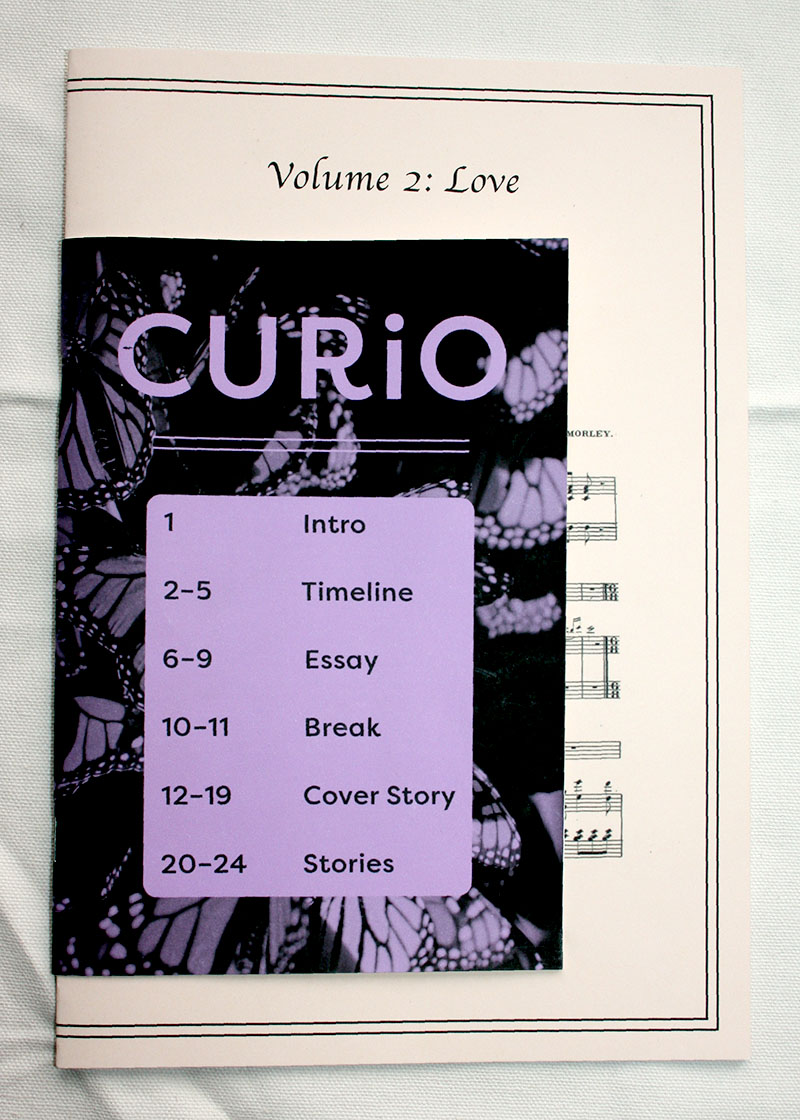 Volume 2: Love
CURiO
MORLEY.
1 Intro
2–5 Timeline
6–9 Essay
10–11 Break
12–19 Cover Story
20–24 Stories